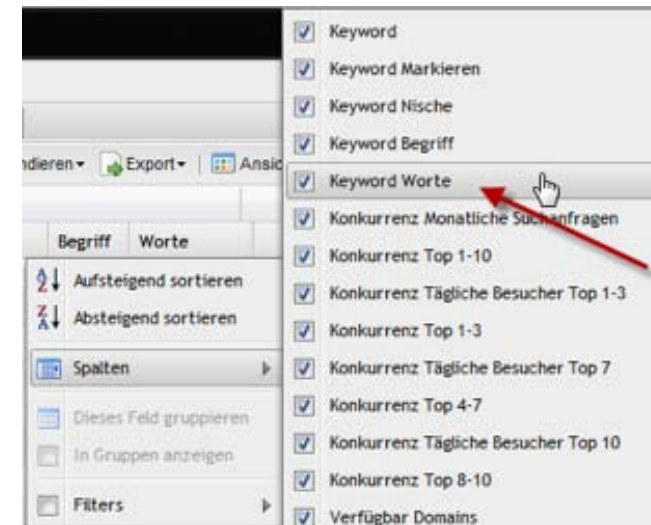 Export
Begriff Worte
Aufsteigend sortieren
Absteigend sortieren
Spalten
Dieses Feld gruppieren
In Gruppen anzeigen
Filters
Keyword
Keyword Markieren
Keyword Nische
Keyword Begriff
Keyword Worte
Konkurrenz Monatliche Suchanfragen
Konkurrenz Top 1-10
Konkurrenz Tägliche Besucher Top 1-3
Konkurrenz Top 1-3
Konkurrenz Tägliche Besucher Top 7
Konkurrenz Top 4-7
Konkurrenz Tägliche Besucher Top 10
Konkurrenz Top 8-10
Verfügbar Domains